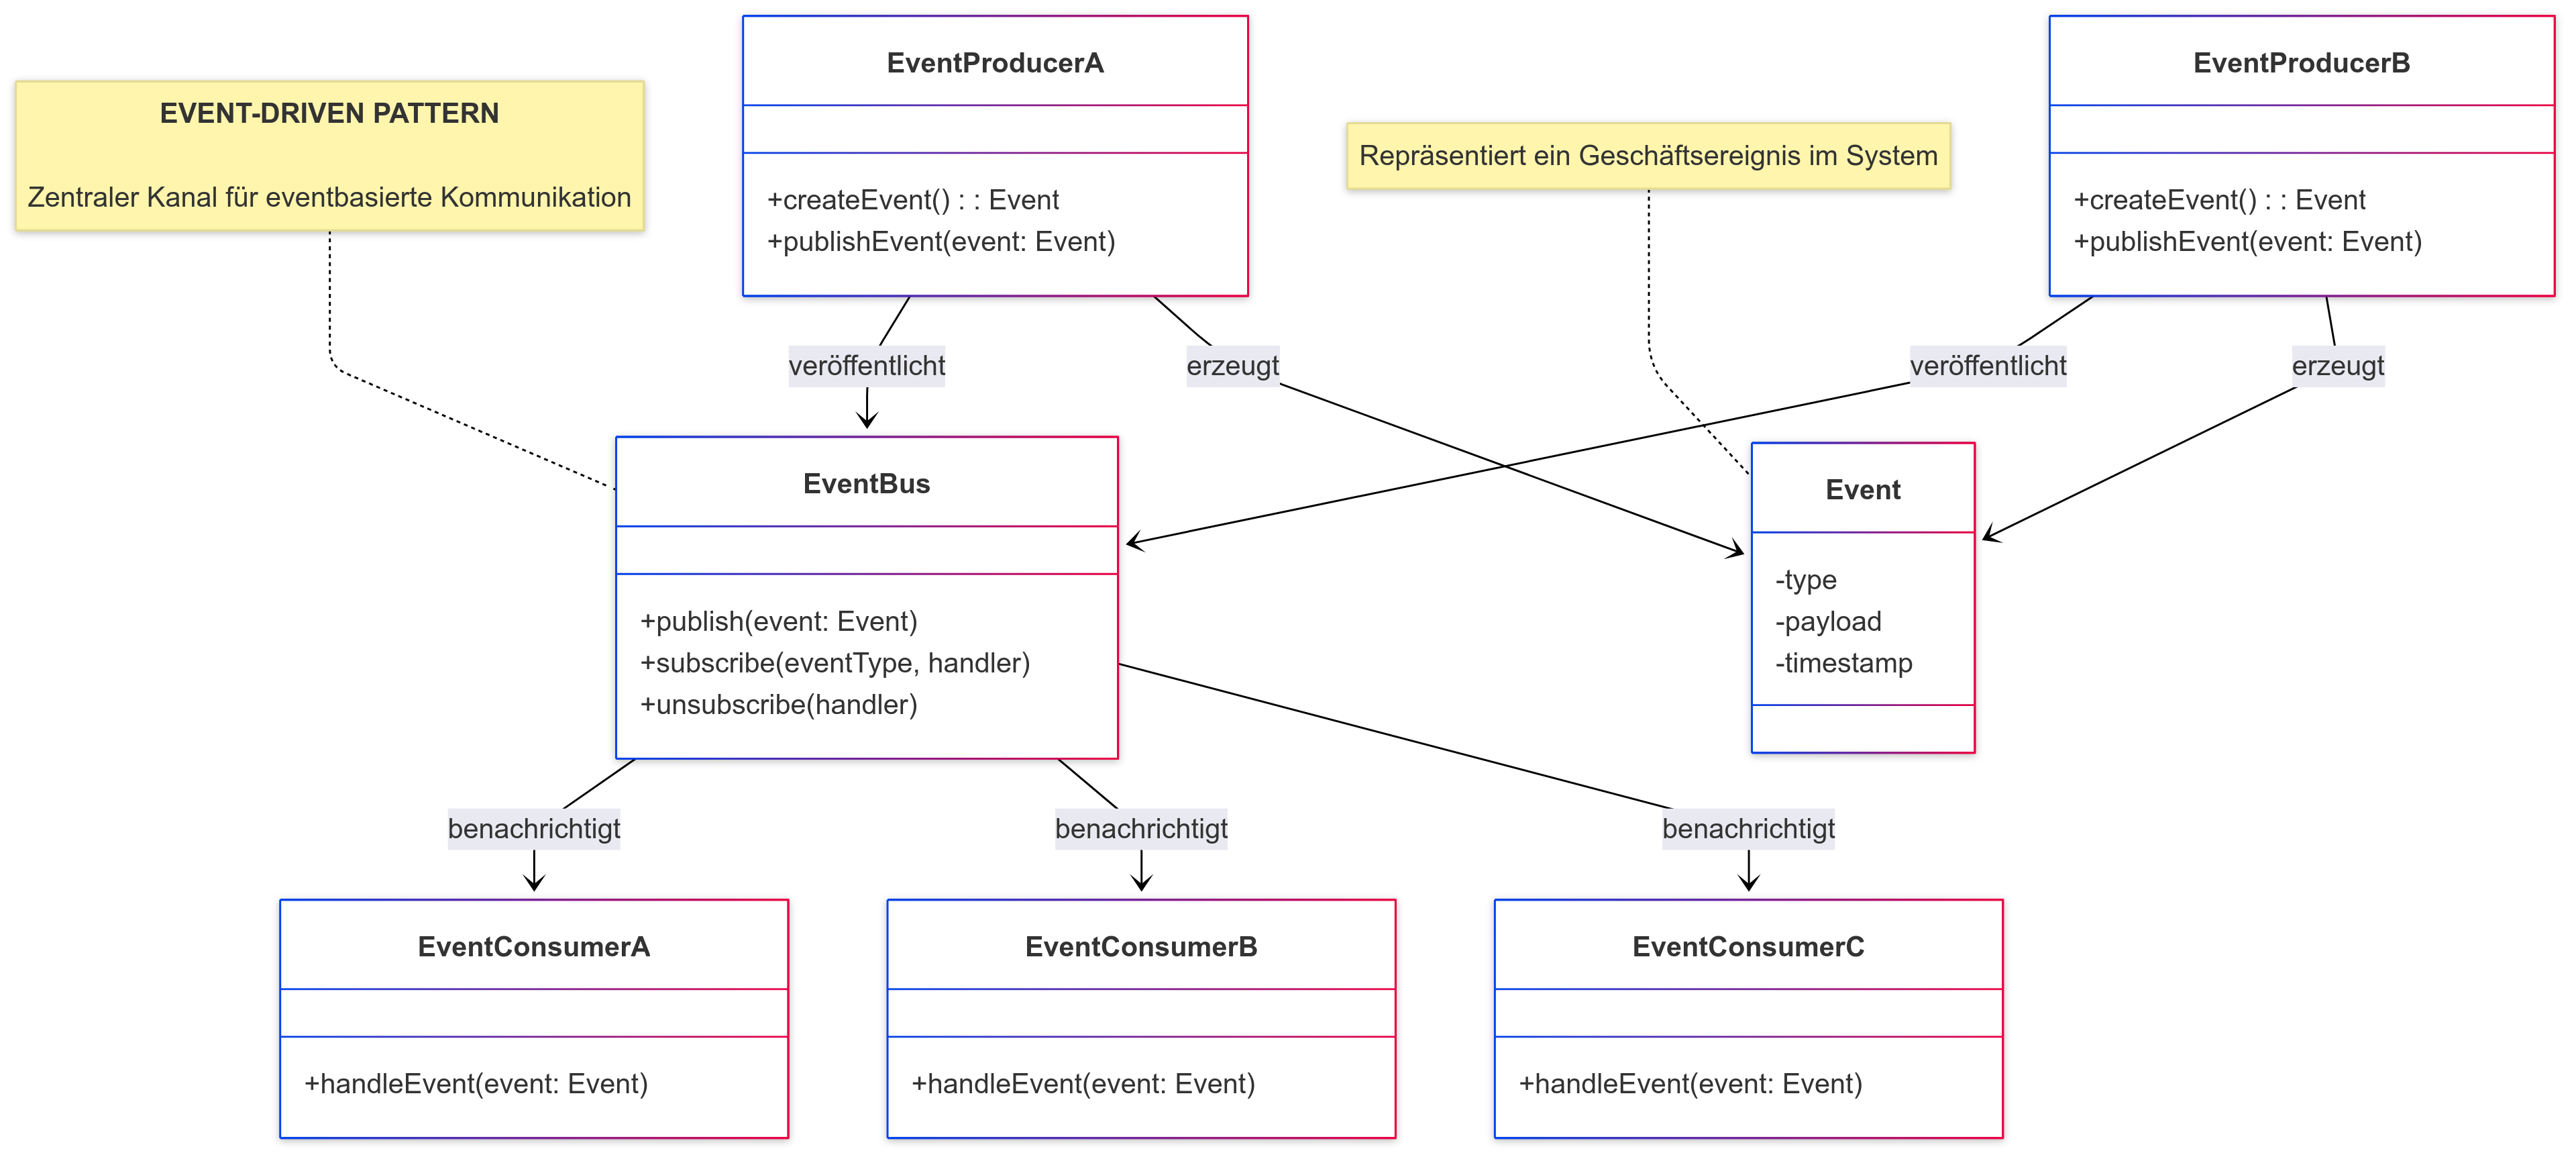 EVENT-DRIVEN PATTERN
Zentraler Kanal für eventbasierte Kommunikation
EventProducerA
+createEvent() : : Event
+publishEvent(event: Event)
Repräsentiert ein Geschäftsereignis im System
EventProducerB
+createEvent() : : Event
+publishEvent(event: Event)
veröffentlicht
erzeugt
veröffentlicht
erzeugt
EventBus
+publish(event: Event)
+subscribe(eventType, handler)
+unsubscribe(handler)
Event
-type
-payload
-timestamp
benachrichtigt
benachrichtigt
benachrichtigt
EventConsumerA
+handleEvent(event: Event)
EventConsumerB
+handleEvent(event: Event)
EventConsumerC
+handleEvent(event: Event)